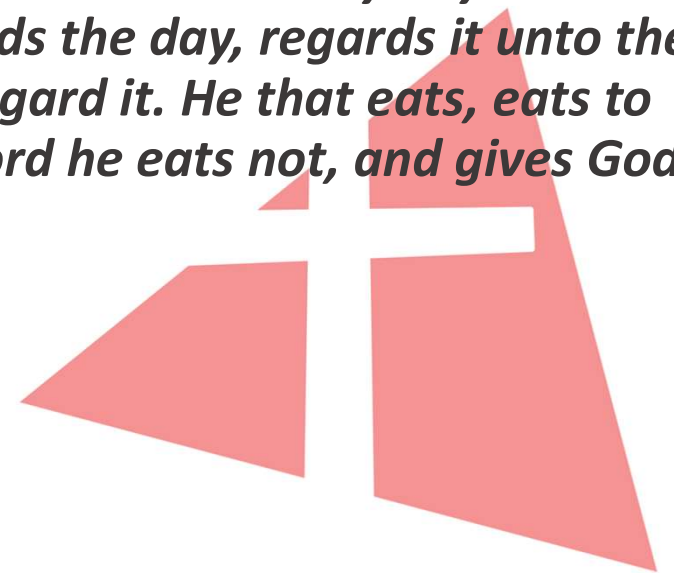 ds the day, regards it unto the
gard it. He that eats, eats to
ord he eats not, and gives God